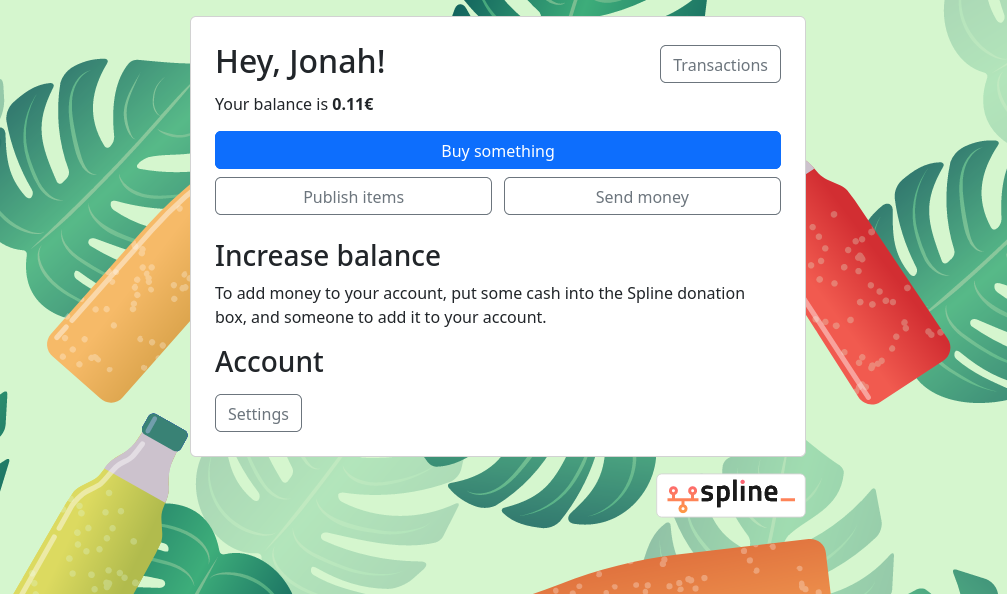 Hey, Jonah!
Transactions
Your balance is 0.11€
Buy something
Publish items
Send money
Increase balance
To add money to your account, put some cash into the Spline donation
box, and someone to add it to your account.
Account
Settings
spline_